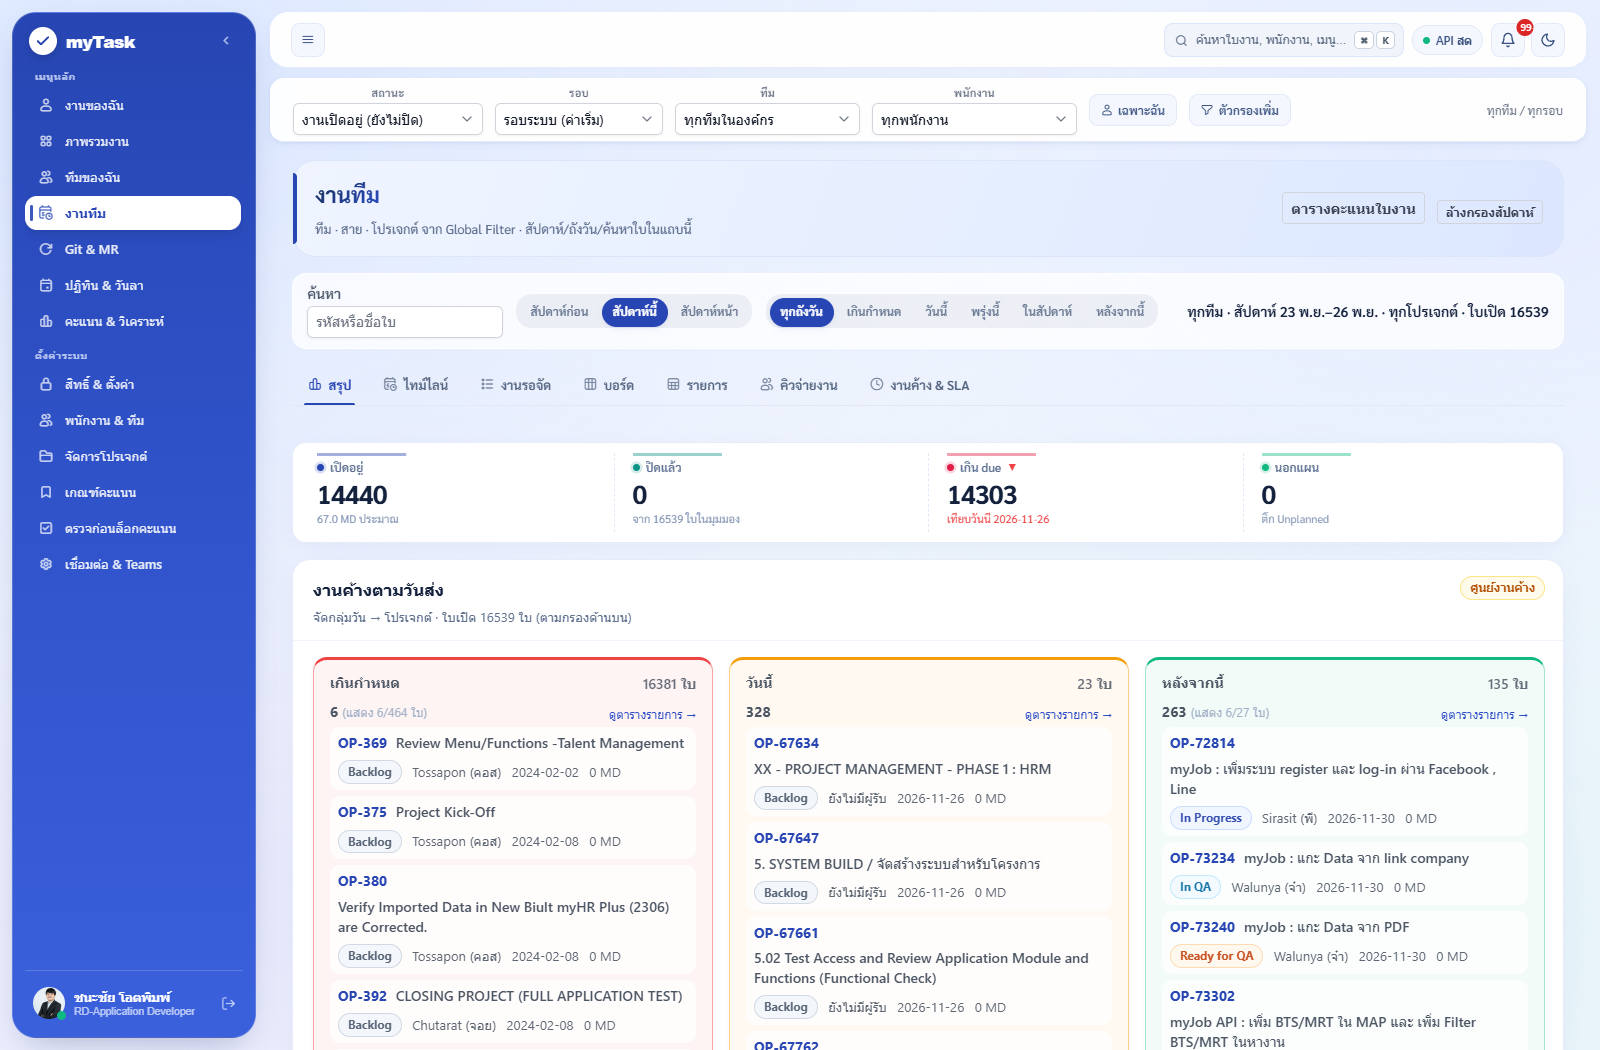 myTask
เมนูหลัก
งานของฉัน
ภาพรวมงาน
ทีมของฉัน
งานทีม
Git & MR
ปฏิทิน & วันลา
คะแนน & วิเคราะห์
ตั้งค่าระบบ
สิทธิ์ & ตั้งค่า
พนักงาน & ทีม
จัดการโปรเจกต์
เกณฑ์คะแนน
ตรวจก่อนล็อกคะแนน
เชื่อมต่อ & Teams
ชนะชัย โอตพิมพ์
RD-Application Developer
ค้นหาใบงาน, พนักงาน, เมนู... ⌘ K
API สด
99
สถานะ
งานเปิดอยู่ (ยังไม่ปิด)
รอบ
รอบระบบ (ค่าเริ่ม)
ทีม
ทุกทีมในองค์กร
พนักงาน
ทุกพนักงาน
เฉพาะฉัน
ตัวกรองเพิ่ม
ทุกทีม / ทุกรอบ
งานทีม
ทีม · สาย · โปรเจกต์ จาก Global Filter · สัปดาห์/ถังวัน/ค้นหาใบในแถบนี้
ตารางคะแนนใบงาน
ล้างกรองสัปดาห์
ค้นหา
รหัสหรือชื่อใบ
สัปดาห์ก่อน สัปดาห์นี้ สัปดาห์หน้า
ทุกถังวัน เกินกำหนด วันนี้ พรุ่งนี้ ในสัปดาห์ หลังจากนี้
ทุกทีม · สัปดาห์ 23 พ.ย.–26 พ.ย. · ทุกโปรเจกต์ · ใบเปิด 16539
สรุป ไทม์ไลน์ งานรอจัด บอร์ด รายการ คิวจ่ายงาน งานค้าง & SLA
เปิดอยู่
14440
67.0 MD ประมาณ
ปิดแล้ว
0
จาก 16539 ใบในมุมมอง
เกิน due ▼
14303
เทียบวันนี้ 2026-11-26
นอกแผน
0
ติ๊ก Unplanned
งานค้างตามวันส่ง
จัดกลุ่มวัน → โปรเจกต์ · ใบเปิด 16539 ใบ (ตามกรองด้านบน)
ศูนย์งานค้าง
เกินกำหนด 16381 ใบ
6 (แสดง 6/464 ใบ) ดูตารางรายการ →
OP-369 Review Menu/Functions -Talent Management
Backlog Tossapon (คอส) 2024-02-02 0 MD
OP-375 Project Kick-Off
Backlog Tossapon (คอส) 2024-02-08 0 MD
OP-380
Verify Imported Data in New Biult myHR Plus (2306)
are Corrected.
Backlog Tossapon (คอส) 2024-02-08 0 MD
OP-392 CLOSING PROJECT (FULL APPLICATION TEST)
Backlog Chutarat (จอย) 2024-02-08 0 MD
วันนี้ 23 ใบ
328 ดูตารางรายการ →
OP-67634
XX - PROJECT MANAGEMENT - PHASE 1 : HRM
Backlog ยังไม่มีผู้รับ 2026-11-26 0 MD
OP-67647
5. SYSTEM BUILD / จัดสร้างระบบสำหรับโครงการ
Backlog ยังไม่มีผู้รับ 2026-11-26 0 MD
OP-67661
5.02 Test Access and Review Application Module and
Functions (Functional Check)
Backlog ยังไม่มีผู้รับ 2026-11-26 0 MD
OP-67762
หลังจากนี้ 135 ใบ
263 (แสดง 6/27 ใบ) ดูตารางรายการ →
OP-72814
myJob : เพิ่มระบบ register และ log-in ผ่าน Facebook ,
Line
In Progress Sirasit (พี) 2026-11-30 0 MD
OP-73234 myJob : แกะ Data จาก link company
In QA Walunya (จ๋า) 2026-11-30 0 MD
OP-73240 myJob : แกะ Data จาก PDF
Ready for QA Walunya (จ๋า) 2026-11-30 0 MD
OP-73302
myJob API : เพิ่ม BTS/MRT ใน MAP และ เพิ่ม Filter
BTS/MRT ในหางาน